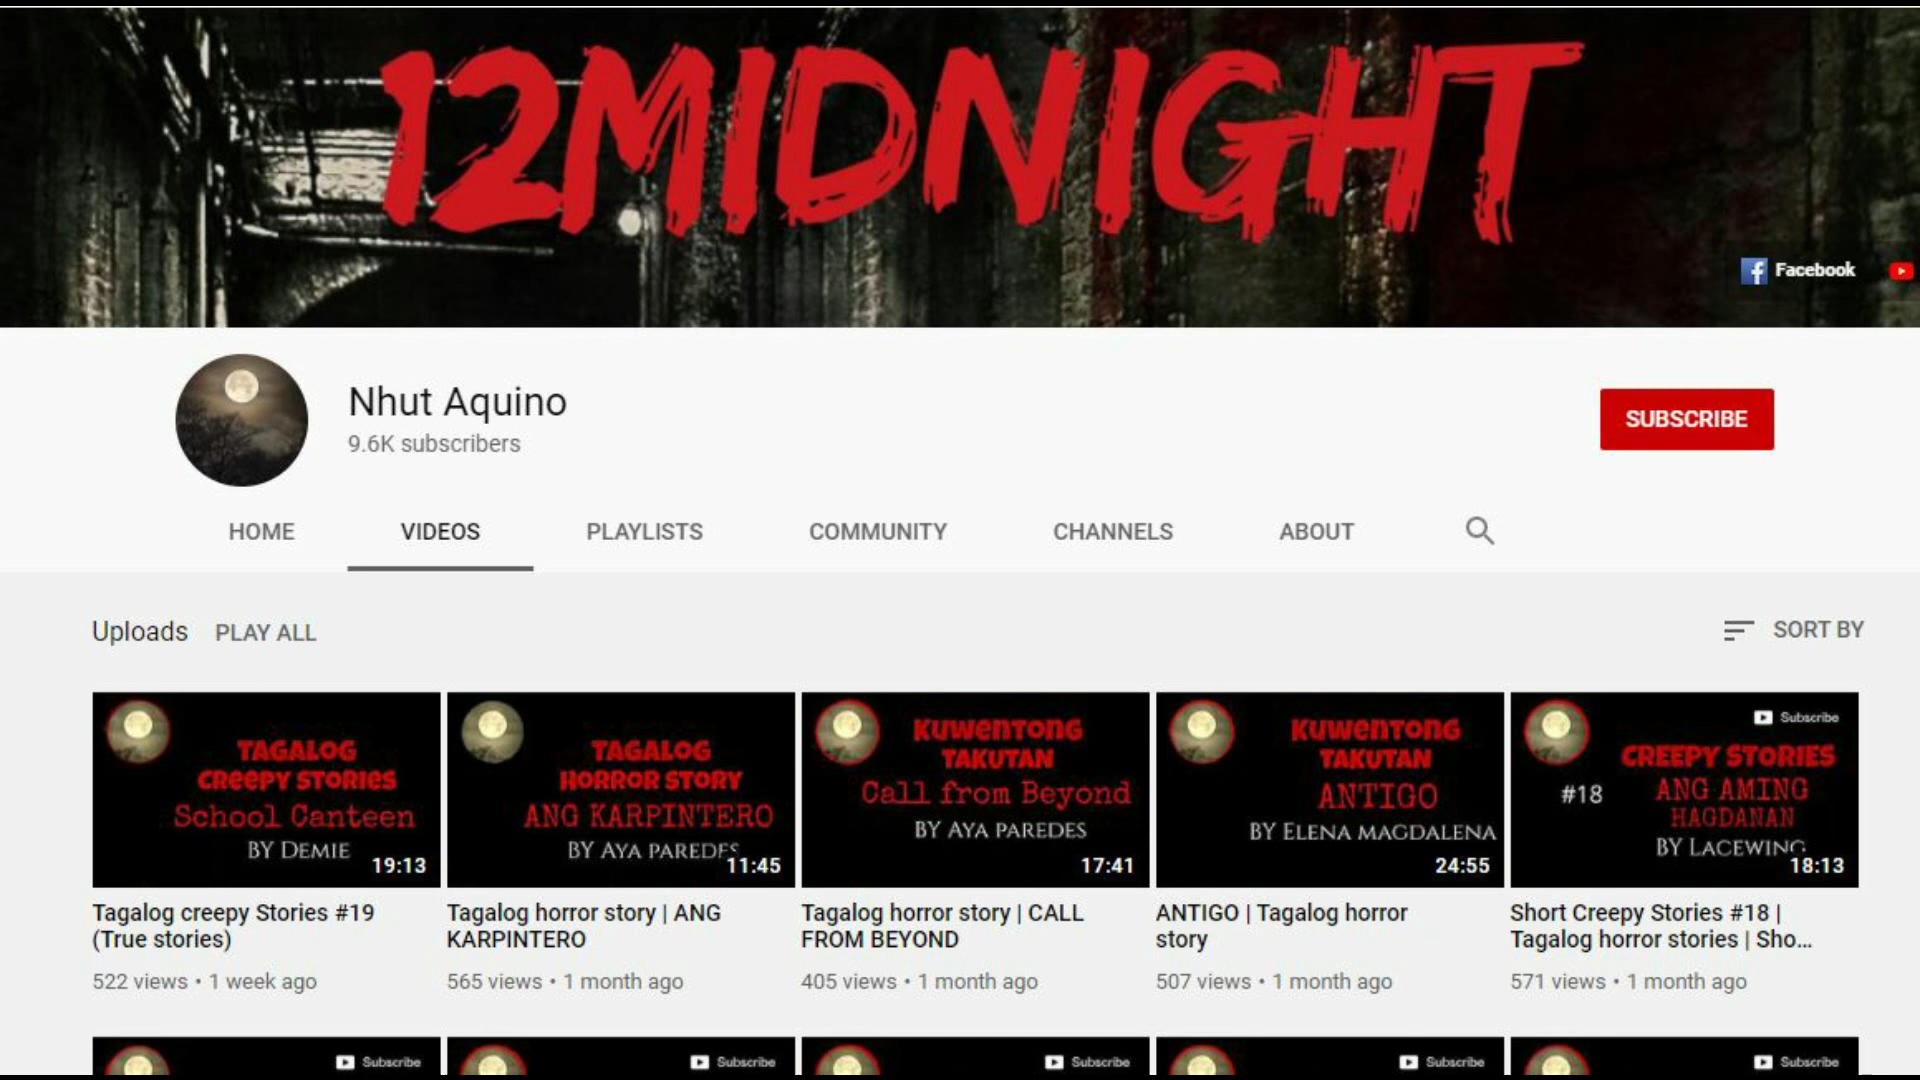 12MIDNIGHT
Facebook
Nhut Aquino
9.6K subscribers
SUBSCRIBE
HOME VIDEOS PLAYLISTS COMMUNITY CHANNELS ABOUT
Uploads PLAY ALL
SORT BY
TAGALOG
CREEPY STORIES
School Canteen
BY DEMIE
19:13
Tagalog creepy Stories #19
(True stories)
522 views • 1 week ago
TAGALOG
HORROR STORY
ANG KARPINTERO
BY AYA PAREDES
11:45
Tagalog horror story | ANG
KARPINTERO
565 views • 1 month ago
KUWENTONG
TAKUTAN
Call from Beyond
BY AYA PAREDES
17:41
Tagalog horror story | CALL
FROM BEYOND
405 views • 1 month ago
KUWENTONG
TAKUTAN
ANTIGO
BY ELENA MAGDALENA
24:55
ANTIGO | Tagalog horror
story
507 views • 1 month ago
Subscribe
CREEPY STORIES
#18 ANG AMING
HAGDANAN
BY LACEWING
18:13
Short Creepy Stories #18 |
Tagalog horror stories | Sho...
571 views • 1 month ago
Subscribe
Subscribe
Subscribe
Subscribe
Subscribe